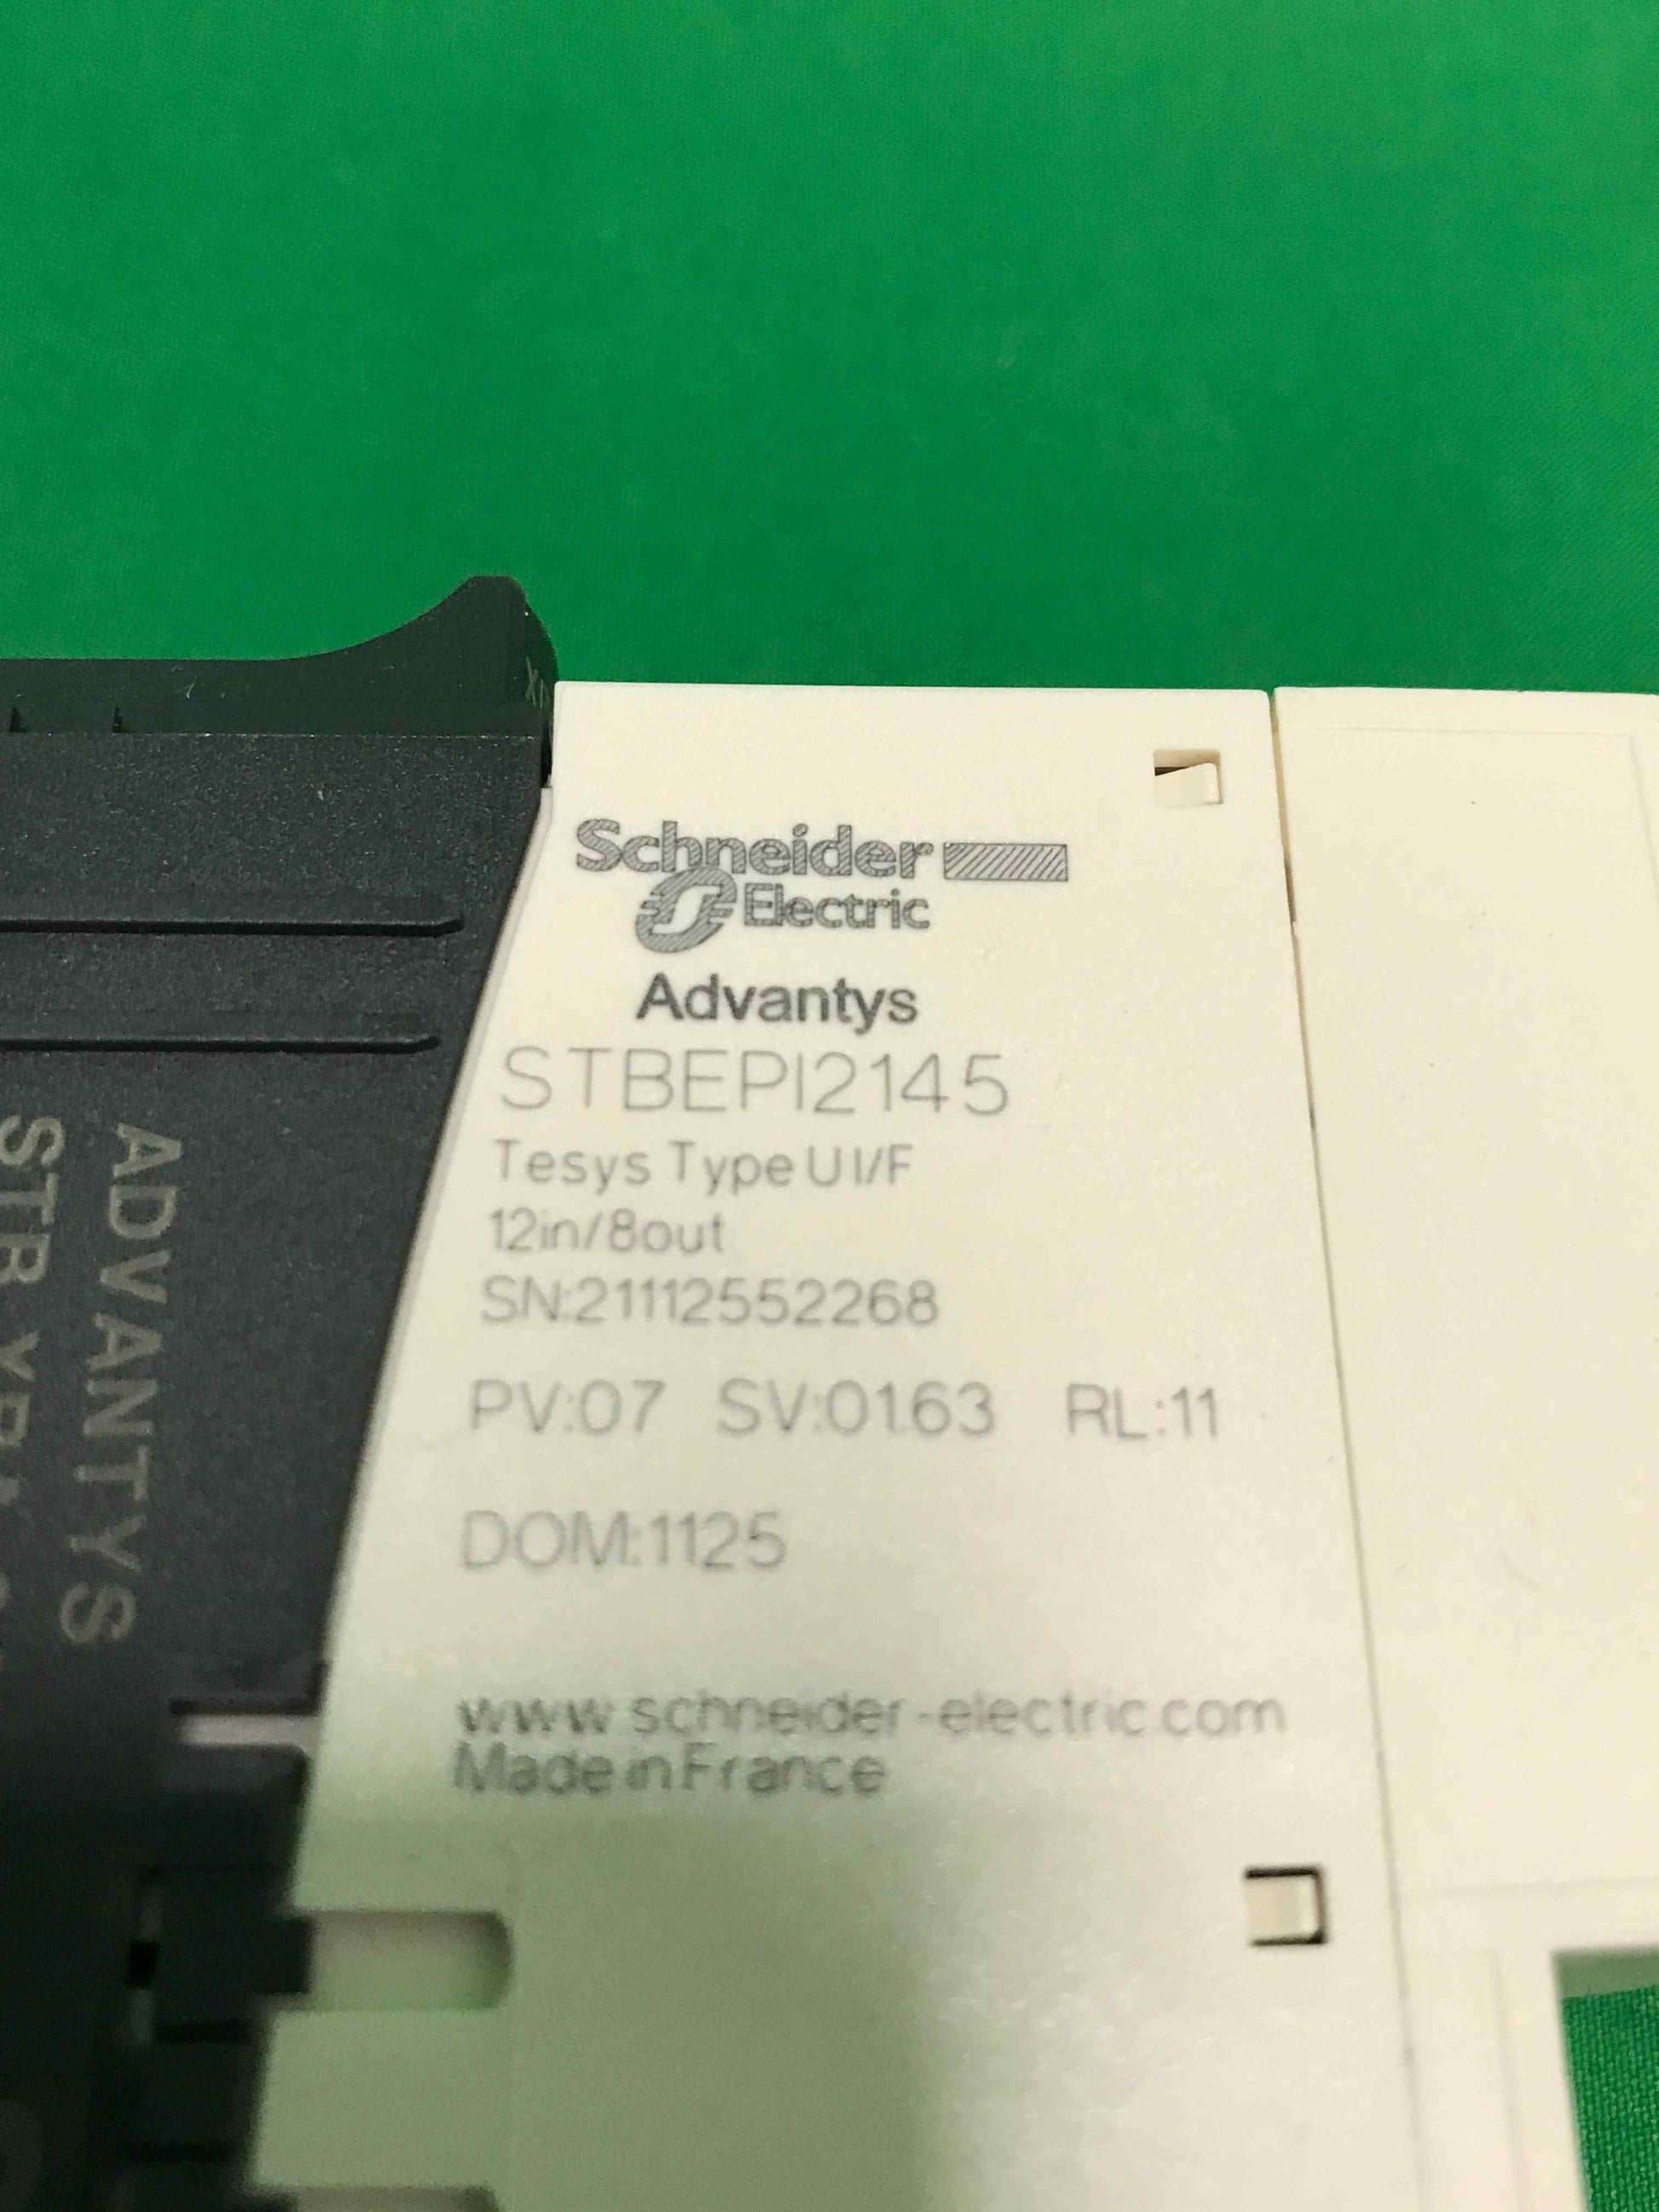 Schneider
Electric
Advantys
STBEPI2145
Tesys Type U I/F
12in/8out
SN:21112552268
PV:07 SV:01.63 RL:11
DOM:1125
www.schneider-electric.com
Made in France
ADVANTYS
STB